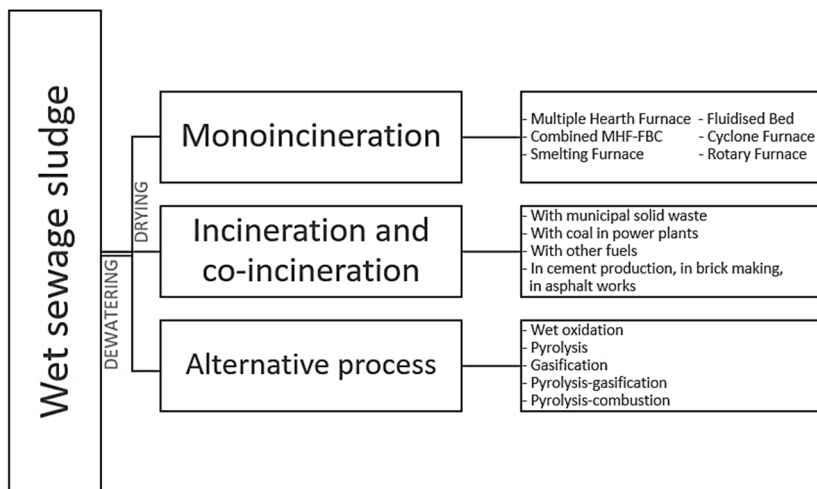 Wet sewage sludge
DEWATERING
DRYING
Monoincineration
- Multiple Hearth Furnace - Fluidised Bed
- Combined MHF-FBC - Cyclone Furnace
- Smelting Furnace - Rotary Furnace
Incineration and
co-incineration
- With municipal solid waste
- With coal in power plants
- With other fuels
- In cement production, in brick making,
in asphalt works
Alternative process
- Wet oxidation
- Pyrolysis
- Gasification
- Pyrolysis-gasification
- Pyrolysis-combustion